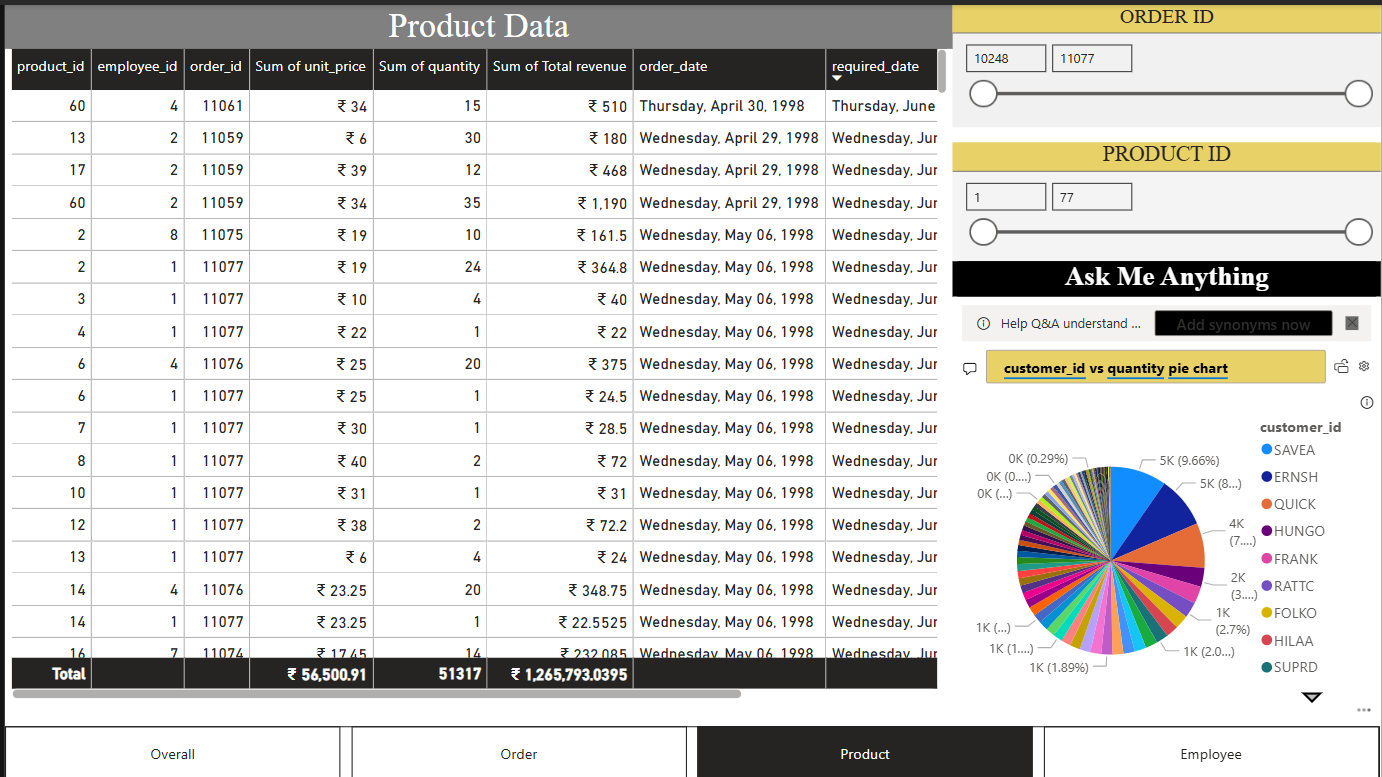 Product Data
product_id employee_id order_id Sum of unit_price Sum of quantity Sum of Total revenue order_date required_date
60 4 11061 ₹ 34 15 ₹ 510 Thursday, April 30, 1998 Thursday, June
13 2 11059 ₹ 6 30 ₹ 180 Wednesday, April 29, 1998 Wednesday, Jur
17 2 11059 ₹ 39 12 ₹ 468 Wednesday, April 29, 1998 Wednesday, Jur
60 2 11059 ₹ 34 35 ₹ 1,190 Wednesday, April 29, 1998 Wednesday, Jur
2 8 11075 ₹ 19 10 ₹ 161.5 Wednesday, May 06, 1998 Wednesday, Jur
2 1 11077 ₹ 19 24 ₹ 364.8 Wednesday, May 06, 1998 Wednesday, Jur
3 1 11077 ₹ 10 4 ₹ 40 Wednesday, May 06, 1998 Wednesday, Jur
4 1 11077 ₹ 22 1 ₹ 22 Wednesday, May 06, 1998 Wednesday, Jur
6 4 11076 ₹ 25 20 ₹ 375 Wednesday, May 06, 1998 Wednesday, Jur
6 1 11077 ₹ 25 1 ₹ 24.5 Wednesday, May 06, 1998 Wednesday, Jur
7 1 11077 ₹ 30 1 ₹ 28.5 Wednesday, May 06, 1998 Wednesday, Jur
8 1 11077 ₹ 40 2 ₹ 72 Wednesday, May 06, 1998 Wednesday, Jur
10 1 11077 ₹ 31 1 ₹ 31 Wednesday, May 06, 1998 Wednesday, Jur
12 1 11077 ₹ 38 2 ₹ 72.2 Wednesday, May 06, 1998 Wednesday, Jur
13 1 11077 ₹ 6 4 ₹ 24 Wednesday, May 06, 1998 Wednesday, Jur
14 4 11076 ₹ 23.25 20 ₹ 348.75 Wednesday, May 06, 1998 Wednesday, Jur
14 1 11077 ₹ 23.25 1 ₹ 22.5525 Wednesday, May 06, 1998 Wednesday, Jur
16 7 11074 ₹ 17.45 14 ₹ 232.085 Wednesday, May 06, 1998 Wednesday, Jur
Total ₹ 56,500.91 51317 ₹ 1,265,793.0395
ORDER ID
10248 11077
PRODUCT ID
1 77
Ask Me Anything
Help Q&A understand ... Add synonyms now
customer_id vs quantity pie chart
customer_id
SAVEA
ERNSH
QUICK
HUNGO
FRANK
RATTC
FOLKO
HILAA
SUPRD
5K (9.66%)
5K (8...)
4K
(7....)
2K
(3....)
1K
(2.7%)
1K (2.0...)
1K (1.89%)
1K (1....)
1K (...)
0K (...)
0K (0....)
0K (0.29%)
Overall Order Product Employee